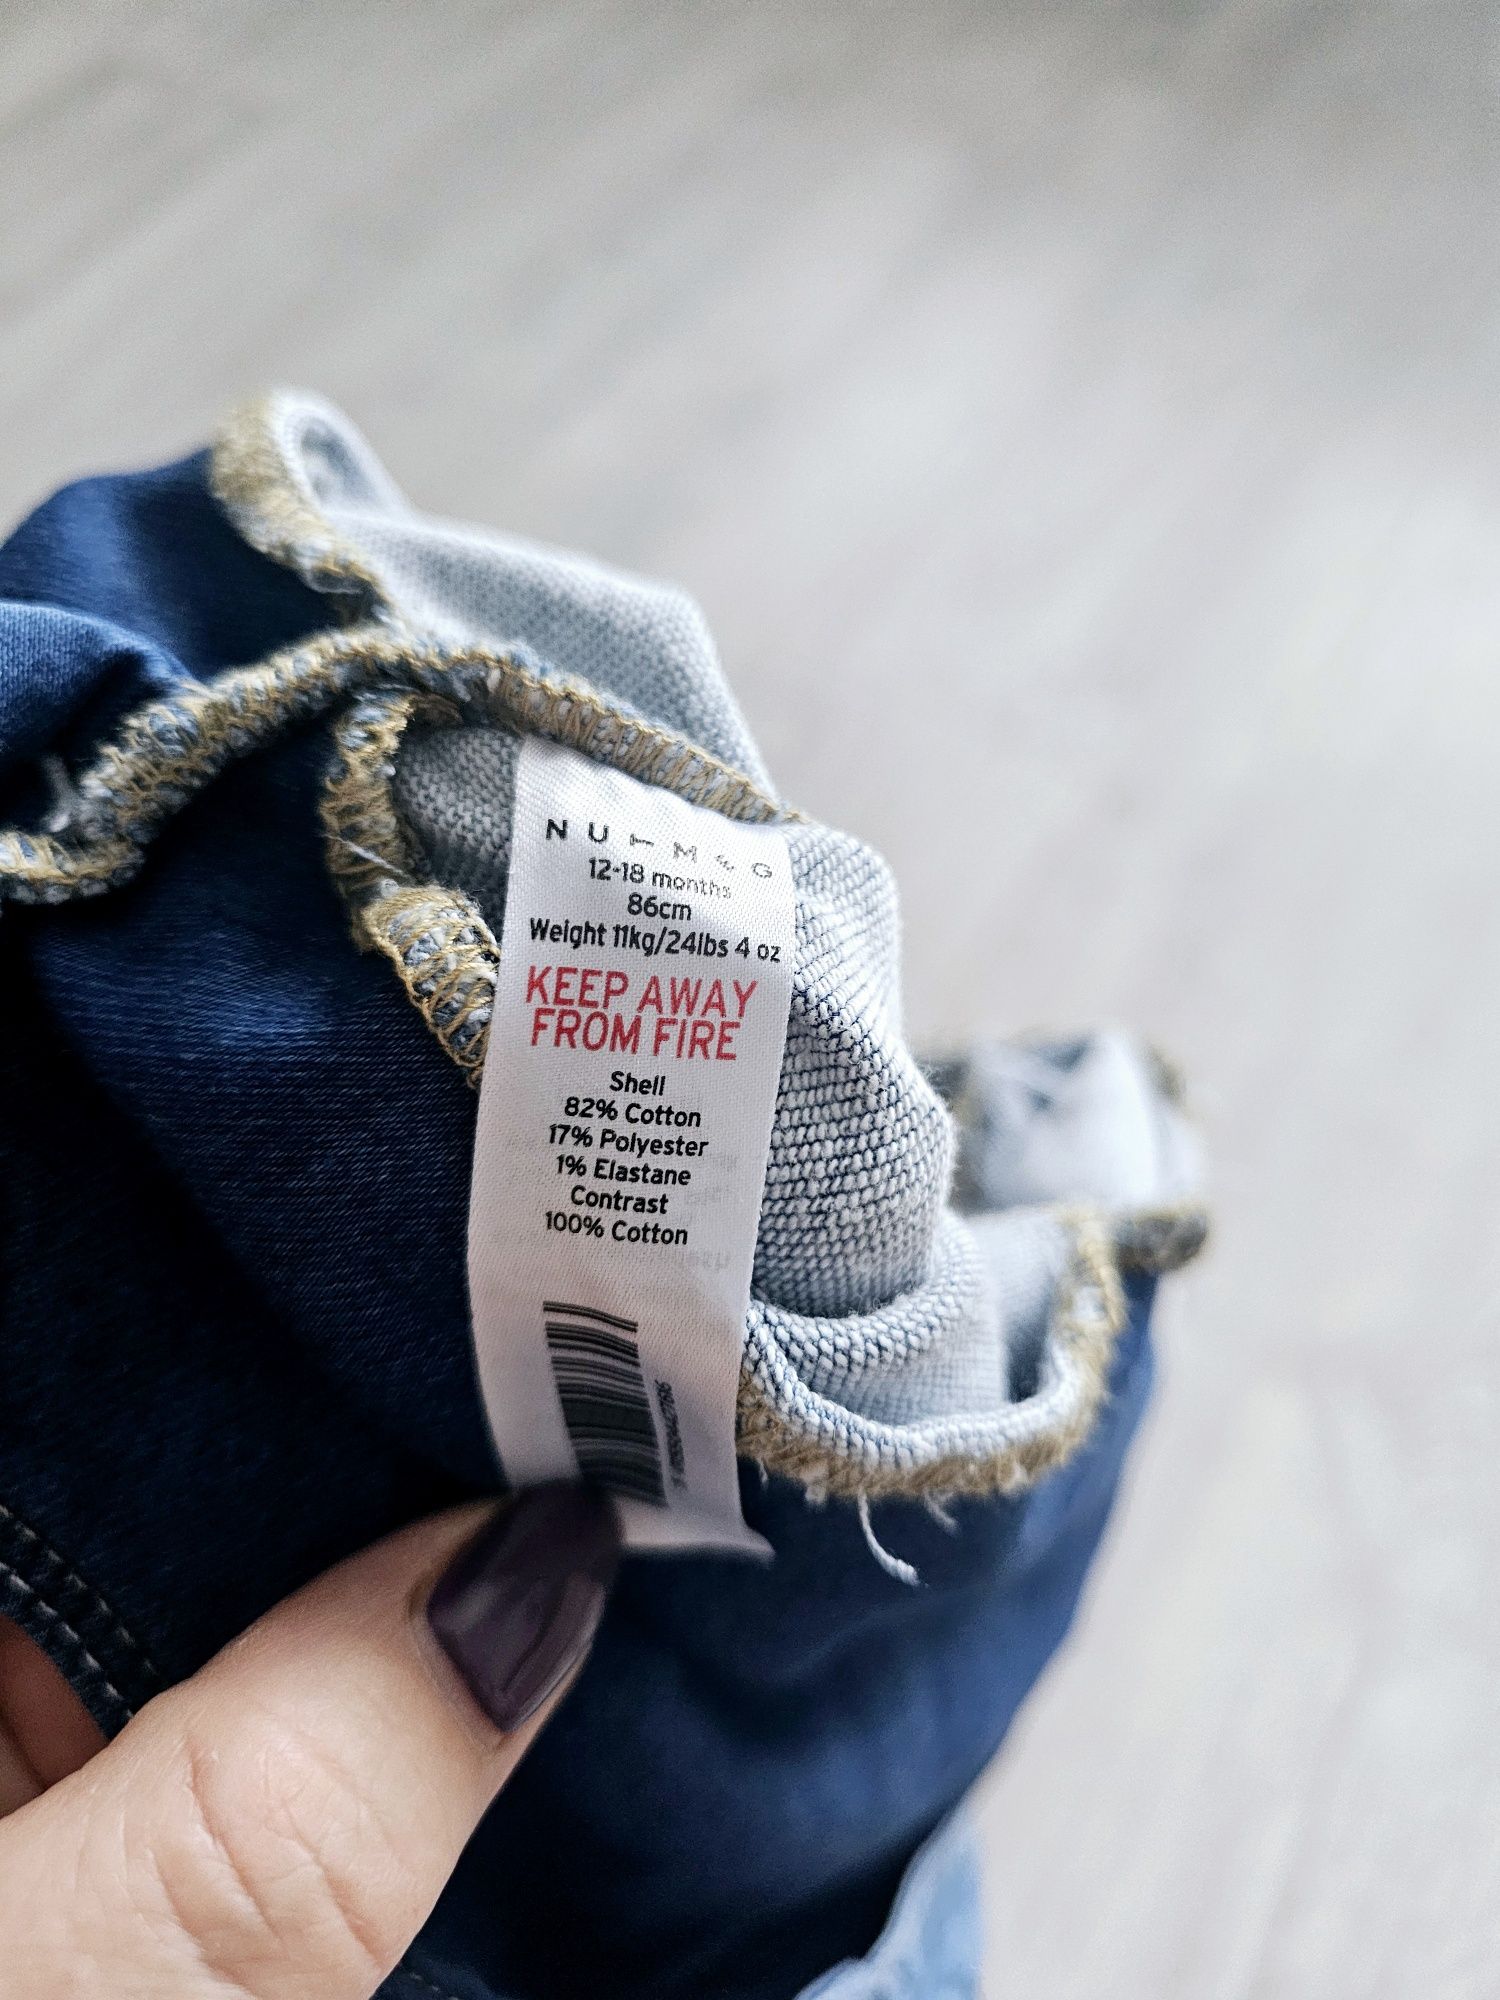 NUTMEG
12-18 months
86cm
Weight 11kg/24lbs 4 oz
KEEP AWAY
FROM FIRE
Shell
82% Cotton
17% Polyester
1% Elastane
Contrast
100% Cotton